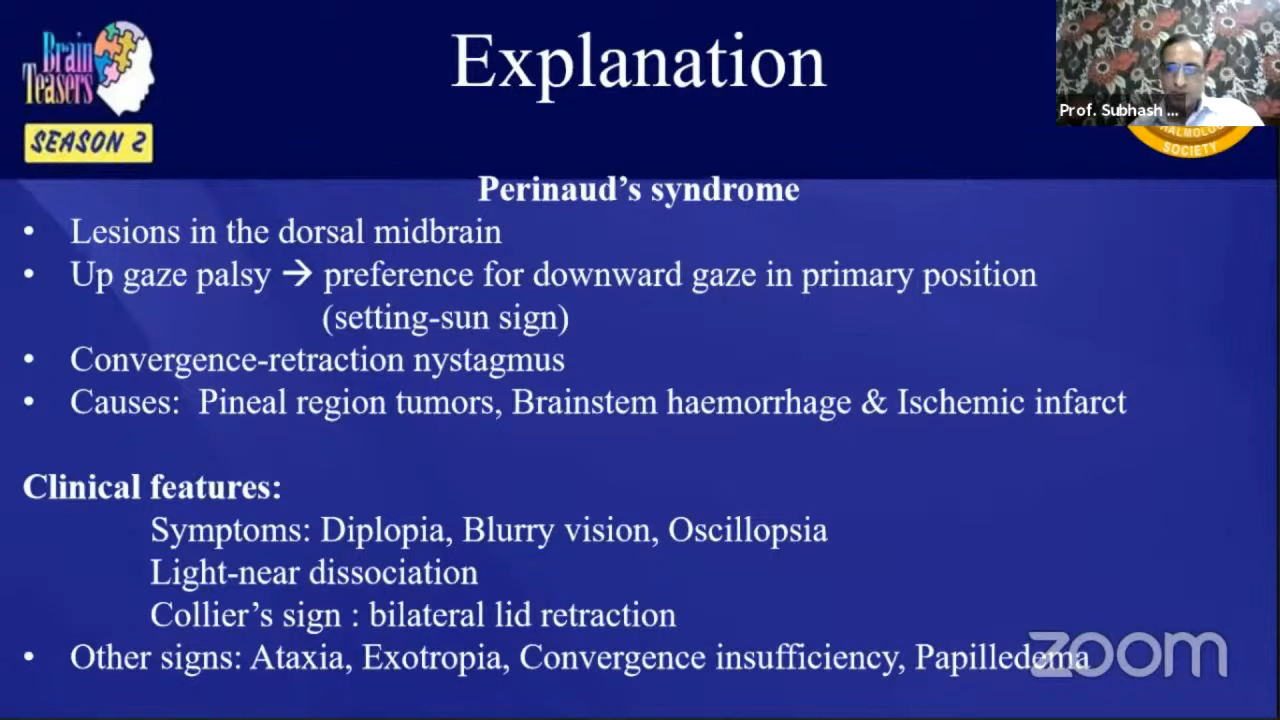 Brain
Teasers
SEASON 2
Explanation
Prof. Subhash ...
SOCIETY
Perinaud’s syndrome
• Lesions in the dorsal midbrain
• Up gaze palsy → preference for downward gaze in primary position
(setting-sun sign)
• Convergence-retraction nystagmus
• Causes: Pineal region tumors, Brainstem haemorrhage & Ischemic infarct
Clinical features:
Symptoms: Diplopia, Blurry vision, Oscillopsia
Light-near dissociation
Collier’s sign : bilateral lid retraction
• Other signs: Ataxia, Exotropia, Convergence insufficiency, Papilledema
zoom